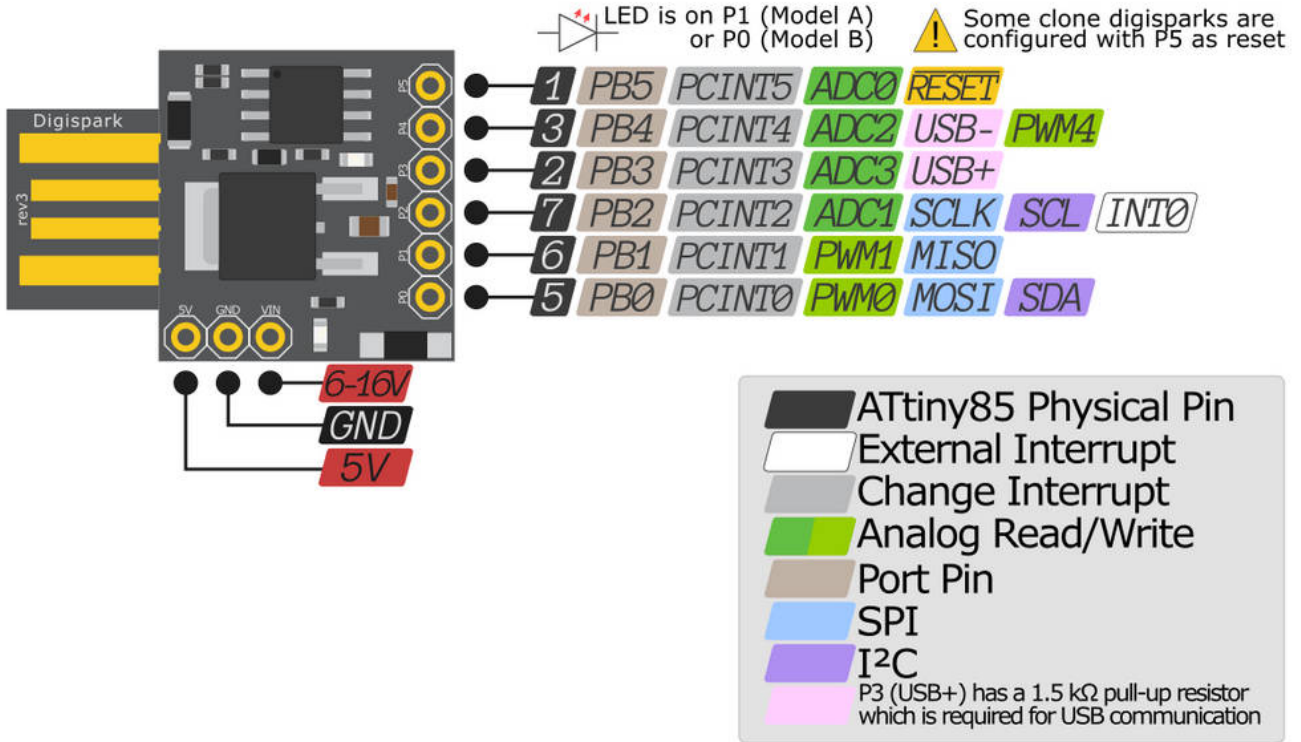 LED is on P1 (Model A)
or P0 (Model B)
! Some clone digisparks are
configured with P5 as reset
Digispark
rev3
P5
P4
P3
P2
P1
P0
5V GND VIN
1 PB5 PCINT5 ADC0 RESET
3 PB4 PCINT4 ADC2 USB- PWM4
2 PB3 PCINT3 ADC3 USB+
7 PB2 PCINT2 ADC1 SCLK SCL INT0
6 PB1 PCINT1 PWM1 MISO
5 PB0 PCINT0 PWM0 MOSI SDA
6-16V
GND
5V
ATtiny85 Physical Pin
External Interrupt
Change Interrupt
Analog Read/Write
Port Pin
SPI
I²C
P3 (USB+) has a 1.5 kΩ pull-up resistor
which is required for USB communication